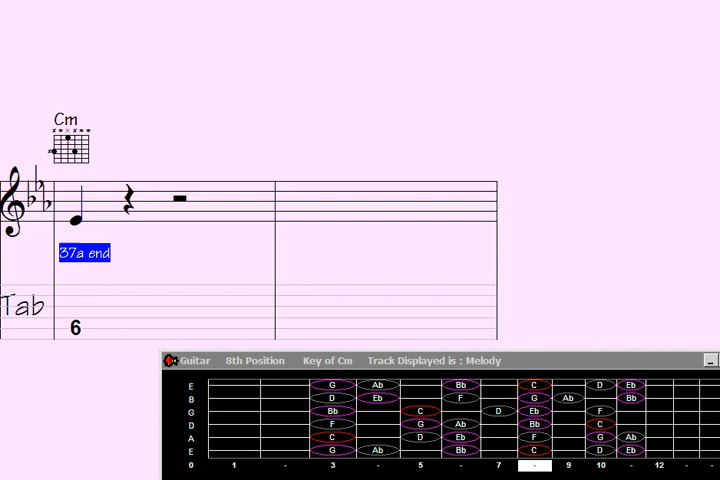 Cm
37a end
Tab
6
Guitar 8th Position Key of Cm Track Displayed is : Melody
E G Ab Bb C D Eb
B D Eb F G Ab Bb
G Bb C D Eb F
D F G Ab Bb C
A C D Eb F G Ab
E G Ab Bb C D Eb
0 1 - 3 - 5 - 7 - 9 10 - 12 - -